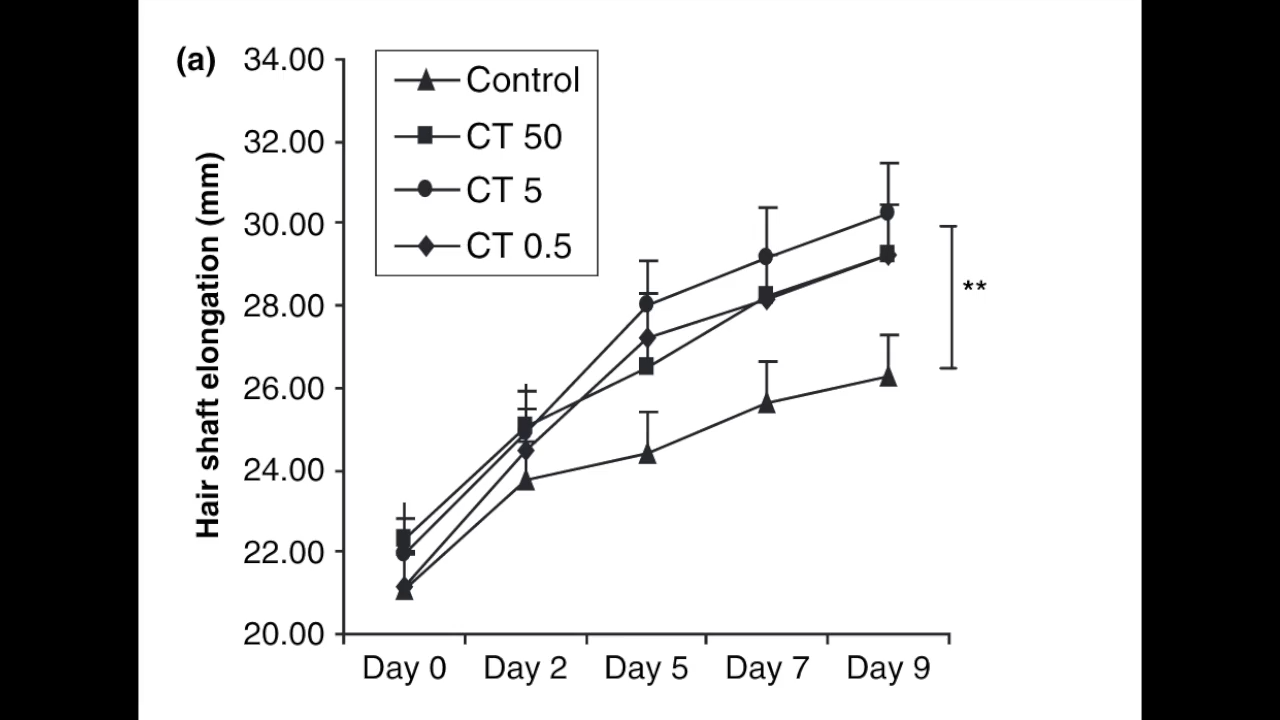 (a)
34.00
32.00
30.00
28.00
26.00
24.00
22.00
20.00
Hair shaft elongation (mm)
Control
CT 50
CT 5
CT 0.5
**
Day 0 Day 2 Day 5 Day 7 Day 9